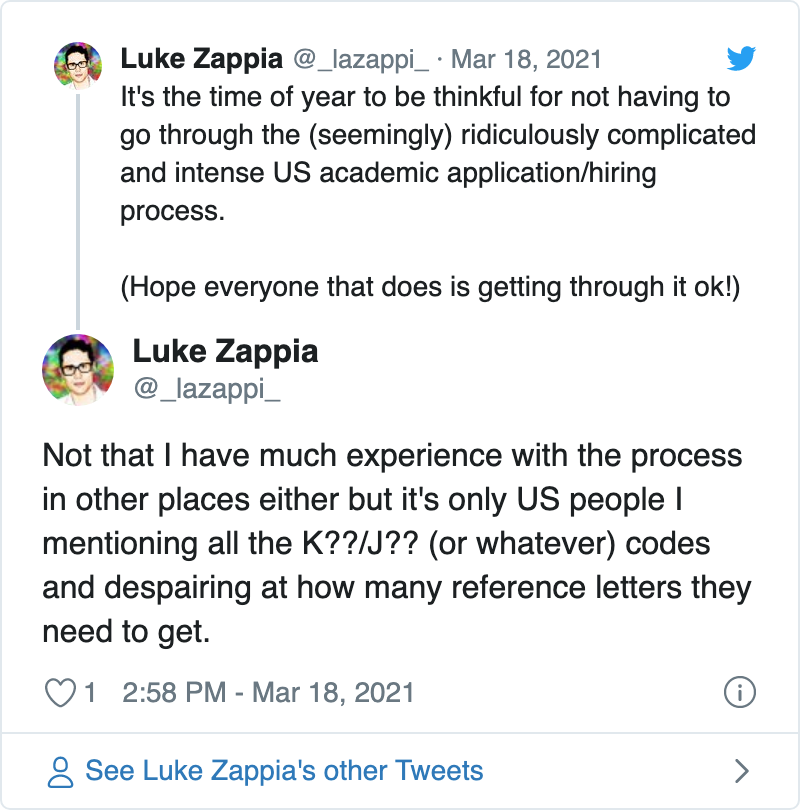 Luke Zappia @_lazappi_ · Mar 18, 2021
It's the time of year to be thinkful for not having to
go through the (seemingly) ridiculously complicated
and intense US academic application/hiring
process.
(Hope everyone that does is getting through it ok!)
Luke Zappia
@_lazappi_
Not that I have much experience with the process
in other places either but it's only US people I
mentioning all the K??/J?? (or whatever) codes
and despairing at how many reference letters they
need to get.
1 2:58 PM - Mar 18, 2021
See Luke Zappia's other Tweets